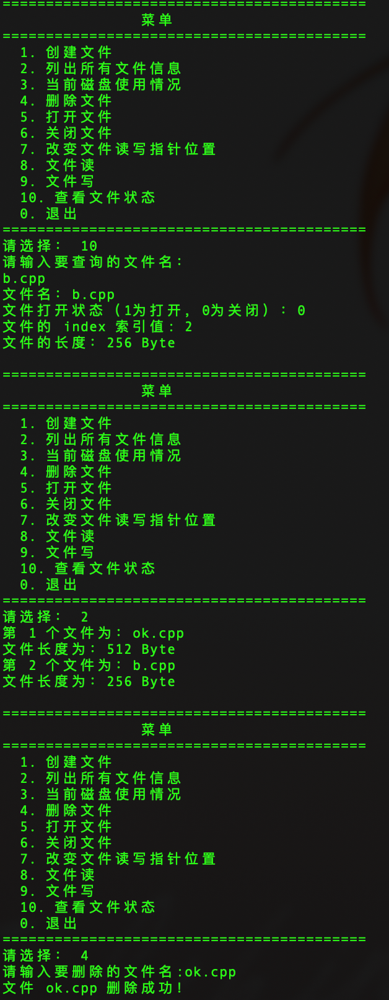 ==========================================
菜单
==========================================
1. 创建文件
2. 列出所有文件信息
3. 当前磁盘使用情况
4. 删除文件
5. 打开文件
6. 关闭文件
7. 改变文件读写指针位置
8. 文件读
9. 文件写
10. 查看文件状态
0. 退出
==========================================
请选择： 10
请输入要查询的文件名：
b.cpp
文件名：b.cpp
文件打开状态（1为打开, 0为关闭）：0
文件的 index 索引值: 2
文件的长度：256 Byte
==========================================
菜单
==========================================
1. 创建文件
2. 列出所有文件信息
3. 当前磁盘使用情况
4. 删除文件
5. 打开文件
6. 关闭文件
7. 改变文件读写指针位置
8. 文件读
9. 文件写
10. 查看文件状态
0. 退出
==========================================
请选择： 2
第 1 个文件为：ok.cpp
文件长度为：512 Byte
第 2 个文件为：b.cpp
文件长度为：256 Byte
==========================================
菜单
==========================================
1. 创建文件
2. 列出所有文件信息
3. 当前磁盘使用情况
4. 删除文件
5. 打开文件
6. 关闭文件
7. 改变文件读写指针位置
8. 文件读
9. 文件写
10. 查看文件状态
0. 退出
==========================================
请选择： 4
请输入要删除的文件名:ok.cpp
文件 ok.cpp 删除成功！